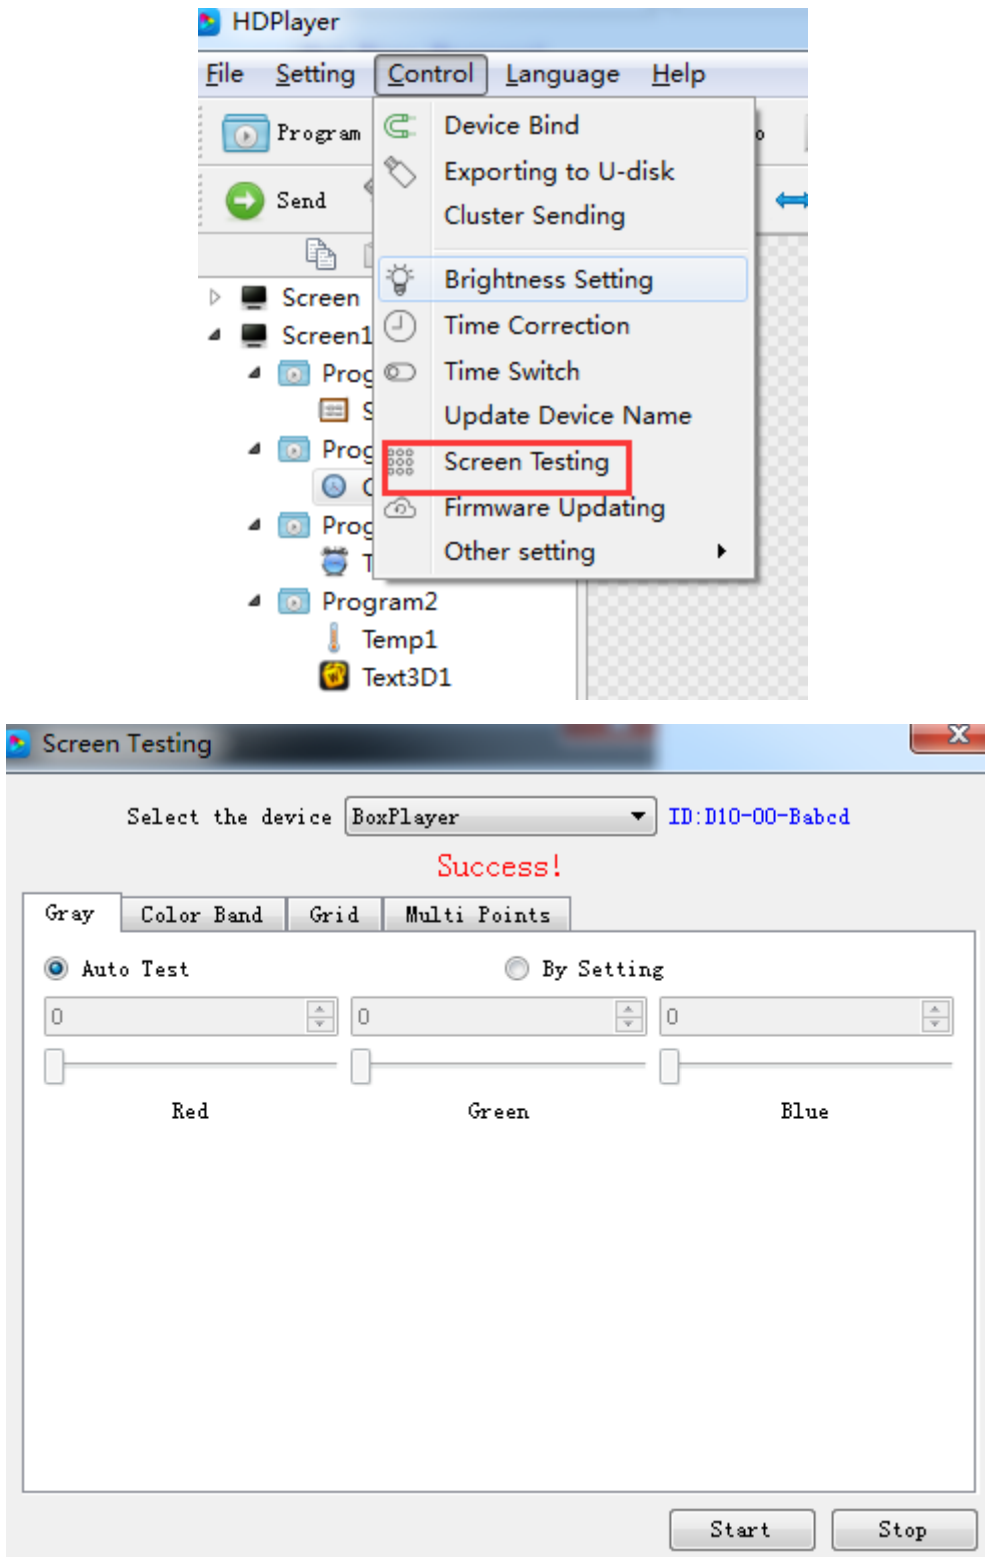 HDPlayer
File Setting Control Language Help
Program
Device Bind
Exporting to U-disk
Send
Cluster Sending
Brightness Setting
Screen
Time Correction
Screen1
Time Switch
Update Device Name
Screen Testing
Firmware Updating
Other setting
Program2
Temp1
Text3D1
Screen Testing
Select the device BoxPlayer ID:D10-00-Babcd
Success!
Gray Color Band Grid Multi Points
Auto Test By Setting
0 0 0
Red Green Blue
Start Stop